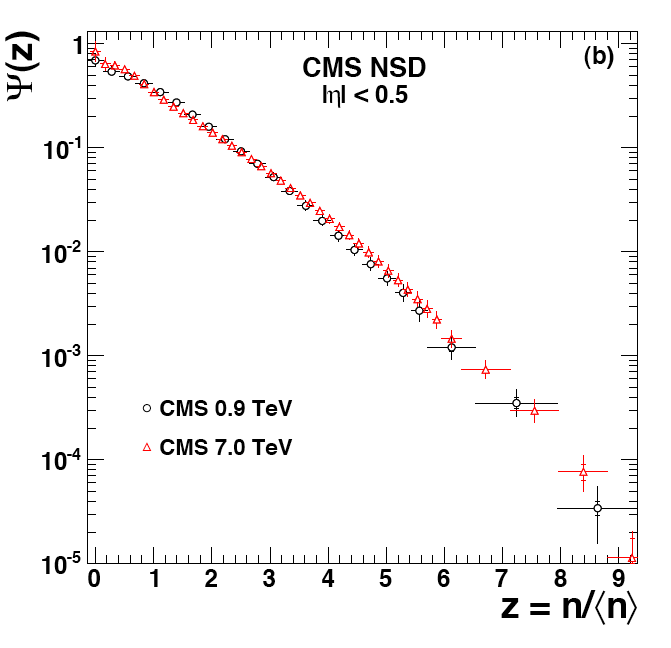 Ψ(z)
1
10⁻¹
10⁻²
10⁻³
10⁻⁴
10⁻⁵
CMS NSD
|η| < 0.5
(b)
CMS 0.9 TeV
CMS 7.0 TeV
0 1 2 3 4 5 6 7 8 9
z = n/⟨n⟩